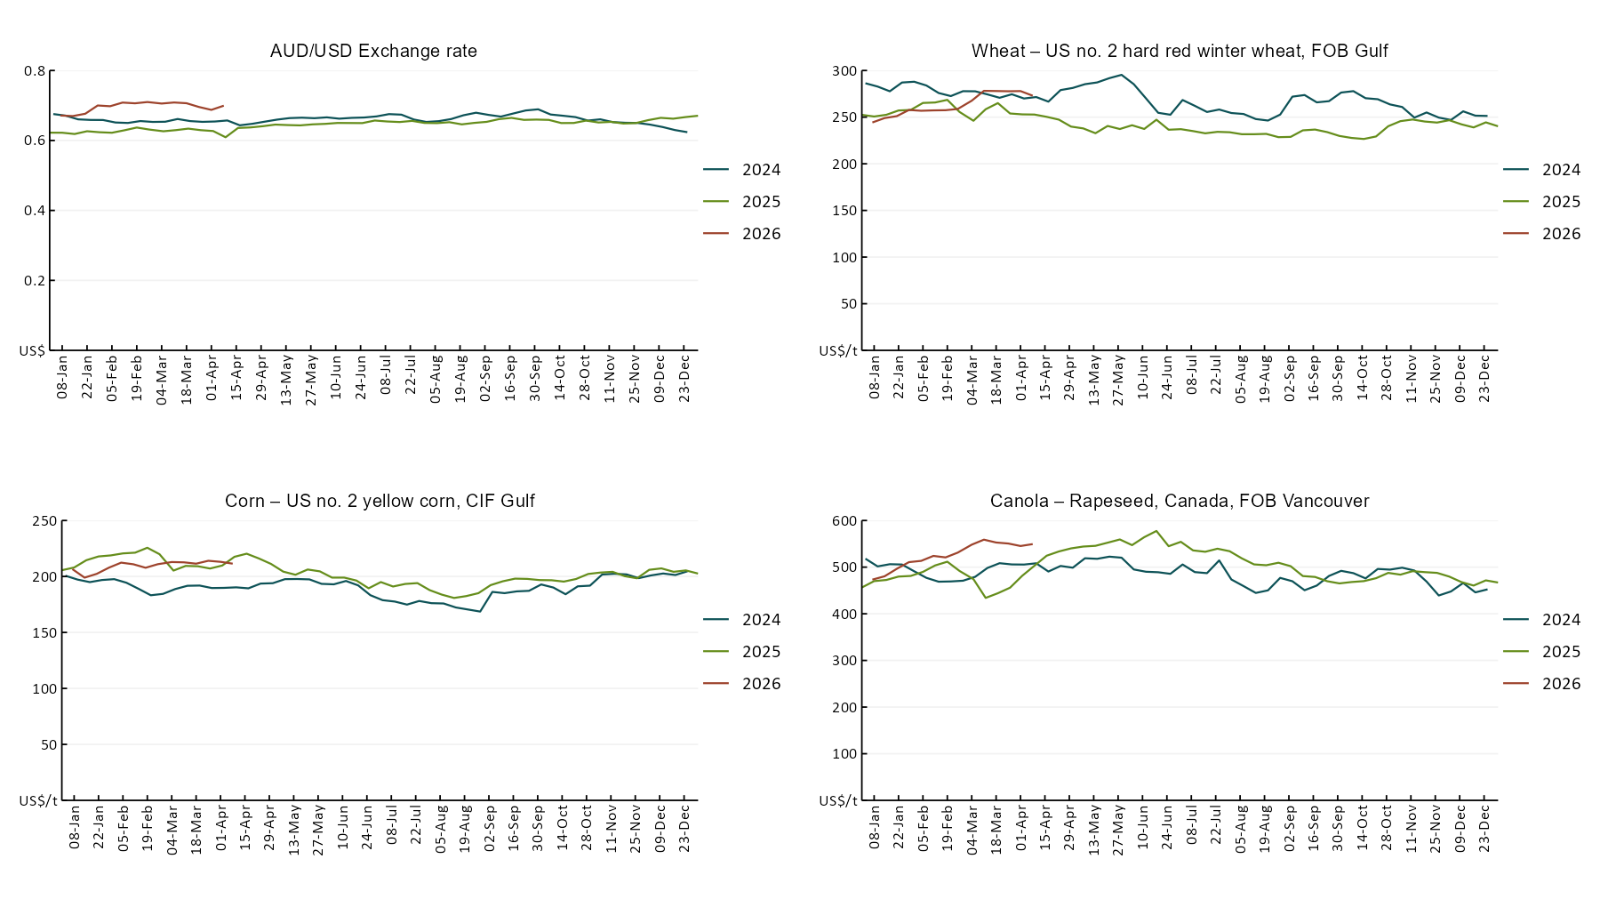 AUD/USD Exchange rate
0.8
0.6
0.4
0.2
US$
08-Jan
22-Jan
05-Feb
19-Feb
04-Mar
18-Mar
01-Apr
15-Apr
29-Apr
13-May
27-May
10-Jun
24-Jun
08-Jul
22-Jul
05-Aug
19-Aug
02-Sep
16-Sep
30-Sep
14-Oct
28-Oct
11-Nov
25-Nov
09-Dec
23-Dec
2024
2025
2026
Wheat – US no. 2 hard red winter wheat, FOB Gulf
300
250
200
150
100
50
US$/t
08-Jan
22-Jan
05-Feb
19-Feb
04-Mar
18-Mar
01-Apr
15-Apr
29-Apr
13-May
27-May
10-Jun
24-Jun
08-Jul
22-Jul
05-Aug
19-Aug
02-Sep
16-Sep
30-Sep
14-Oct
28-Oct
11-Nov
25-Nov
09-Dec
23-Dec
2024
2025
2026
Corn – US no. 2 yellow corn, CIF Gulf
250
200
150
100
50
US$/t
08-Jan
22-Jan
05-Feb
19-Feb
04-Mar
18-Mar
01-Apr
15-Apr
29-Apr
13-May
27-May
10-Jun
24-Jun
08-Jul
22-Jul
05-Aug
19-Aug
02-Sep
16-Sep
30-Sep
14-Oct
28-Oct
11-Nov
25-Nov
09-Dec
23-Dec
2024
2025
2026
Canola – Rapeseed, Canada, FOB Vancouver
600
500
400
300
200
100
US$/t
08-Jan
22-Jan
05-Feb
19-Feb
04-Mar
18-Mar
01-Apr
15-Apr
29-Apr
13-May
27-May
10-Jun
24-Jun
08-Jul
22-Jul
05-Aug
19-Aug
02-Sep
16-Sep
30-Sep
14-Oct
28-Oct
11-Nov
25-Nov
09-Dec
23-Dec
2024
2025
2026